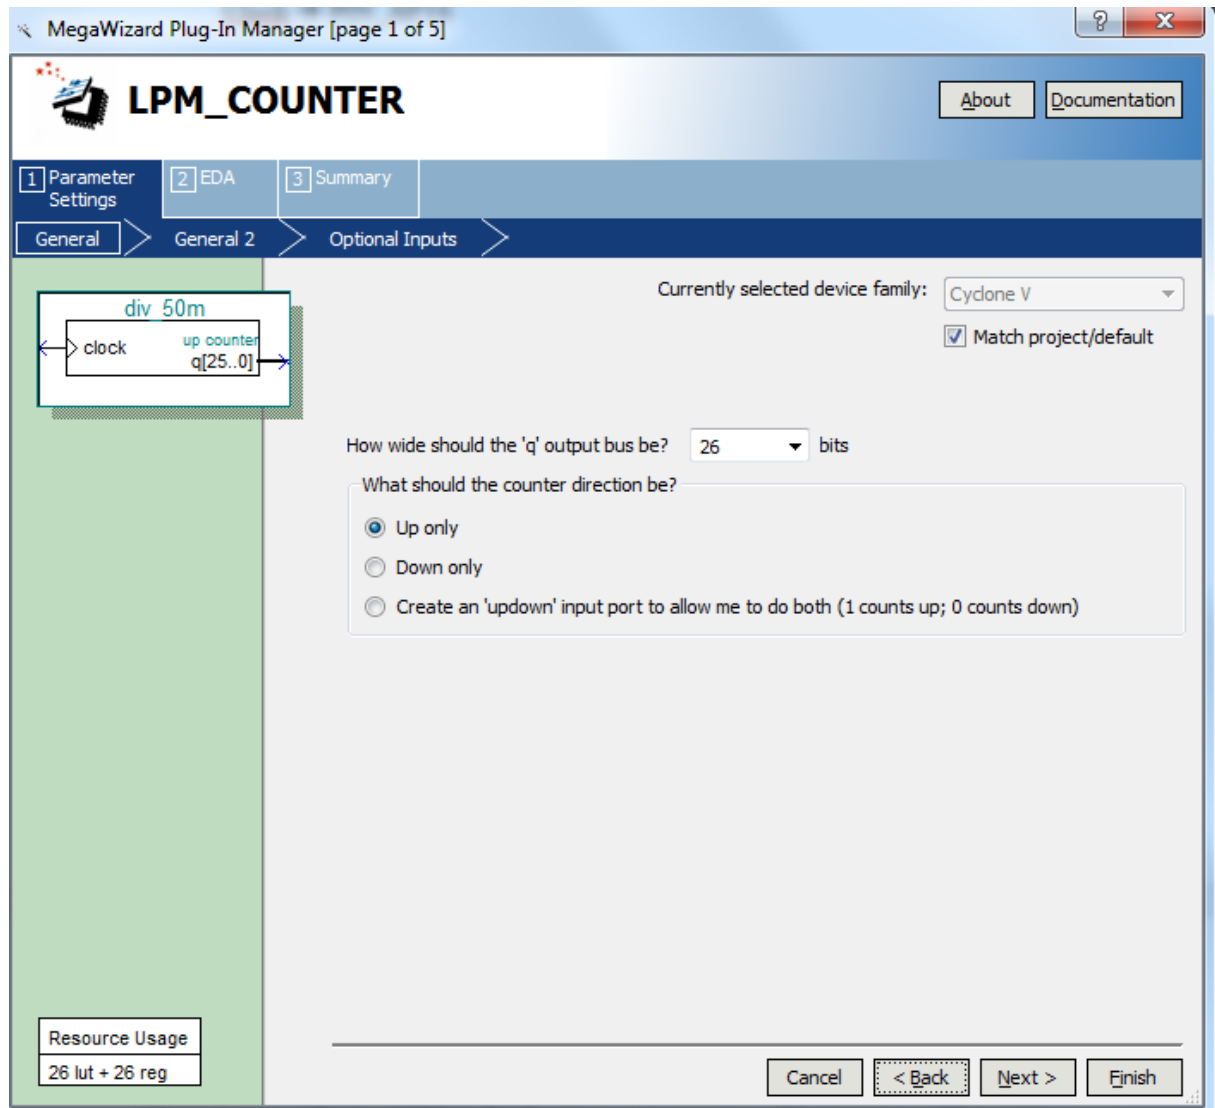 MegaWizard Plug-In Manager [page 1 of 5]
?
X
LPM_COUNTER
About
Documentation
1 Parameter Settings
2 EDA
3 Summary
General
General 2
Optional Inputs
div_50m
clock
up counter
q[25..0]
Currently selected device family:
Cyclone V
Match project/default
How wide should the 'q' output bus be?
26
bits
What should the counter direction be?
Up only
Down only
Create an 'updown' input port to allow me to do both (1 counts up; 0 counts down)
Resource Usage
26 lut + 26 reg
Cancel
< Back
Next >
Finish